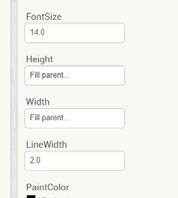 FontSize
14.0
Height
Fill parent...
Width
Fill parent...
LineWidth
2.0
PaintColor